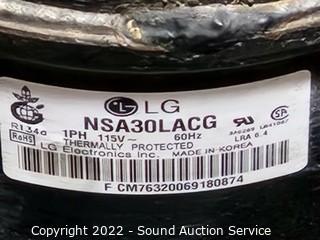 LG
NSA30LACG
R134a
RoHS 1PH 115V~ 60Hz LRA 6.4
THERMALLY PROTECTED MADE IN KOREA
LG Electronics Inc.
F CM76320069180874
Copyright 2022 - Sound Auction Service